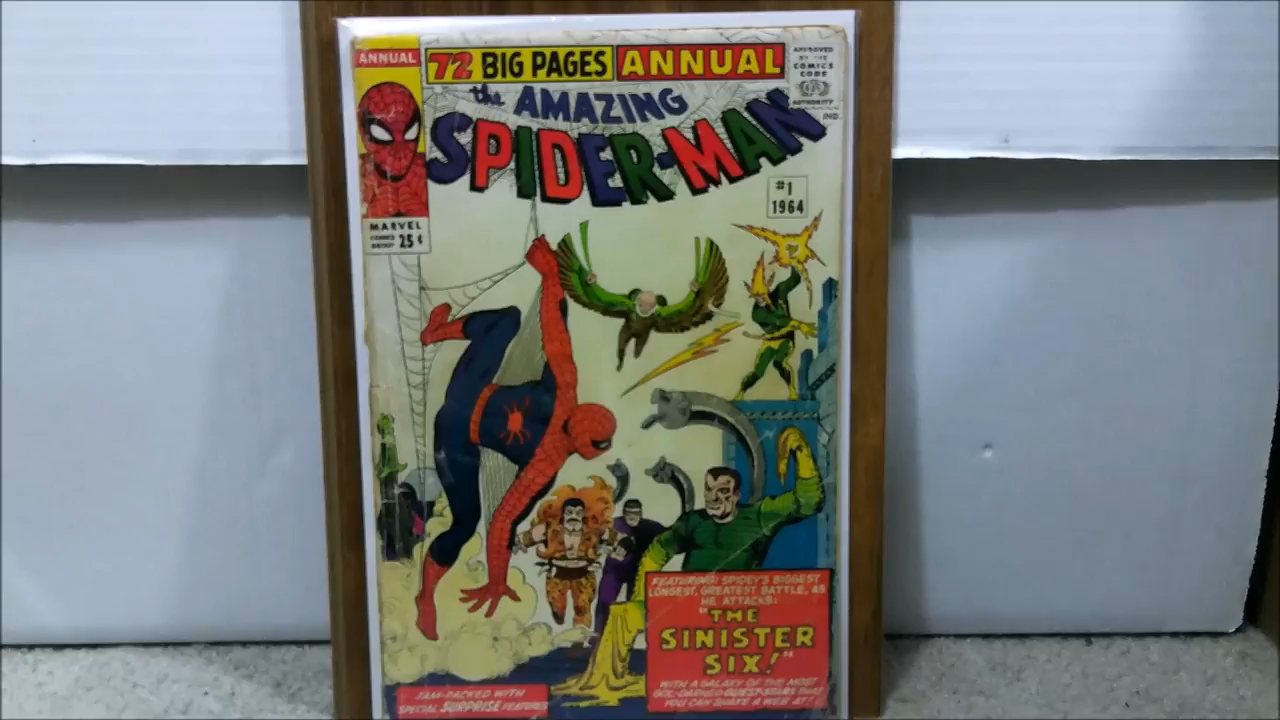 ANNUAL
72 BIG PAGES ANNUAL
APPROVED
BY THE
COMICS
CODE
AUTHORITY
IND.
the AMAZING
SPIDER-MAN
#1
1964
MARVEL
COMICS
GROUP 25¢
FEATURING: SPIDEY'S BIGGEST
LONGEST, GREATEST BATTLE, AS
HE ATTACKS:
"THE
SINISTER
SIX!"
WITH A GALAXY OF THE MOST
GOL-DARNED GUEST-STARS THAT
YOU CAN SHAKE A WEB AT!
JAM-PACKED WITH
SPECIAL SURPRISE FEATURES